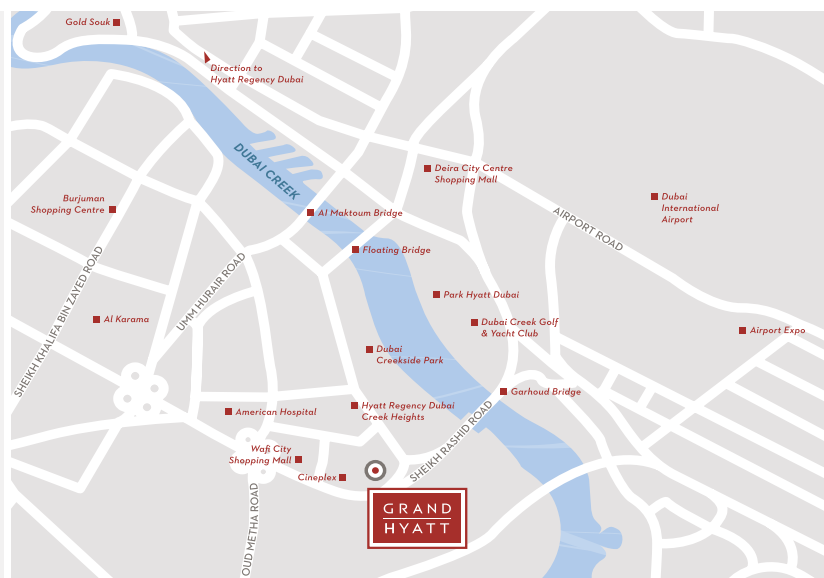 Gold Souk
Direction to
Hyatt Regency Dubai
DUBAI CREEK
Deira City Centre
Shopping Mall
Burjuman
Shopping Centre
Al Maktoum Bridge
Dubai
International
Airport
AIRPORT ROAD
Floating Bridge
UMM HURAIR ROAD
SHEIKH KHALIFA BIN ZAYED ROAD
Park Hyatt Dubai
Al Karama
Dubai Creek Golf
& Yacht Club
Airport Expo
Dubai
Creekside Park
Garhoud Bridge
American Hospital
Hyatt Regency Dubai
Creek Heights
SHEIKH RASHID ROAD
Wafi City
Shopping Mall
Cineplex
OUD METHA ROAD
GRAND
HYATT